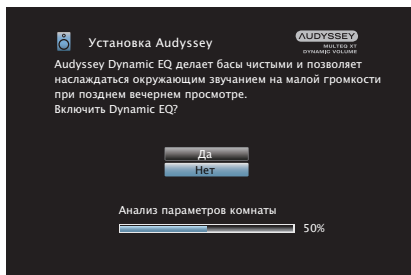 Установка Audyssey
AUDYSSEY
MULTEQ XT
DYNAMIC VOLUME
Audyssey Dynamic EQ делает басы чистыми и позволяет
наслаждаться окружающим звучанием на малой громкости
при позднем вечернем просмотре.
Включить Dynamic EQ?
Да
Нет
Анализ параметров комнаты
50%